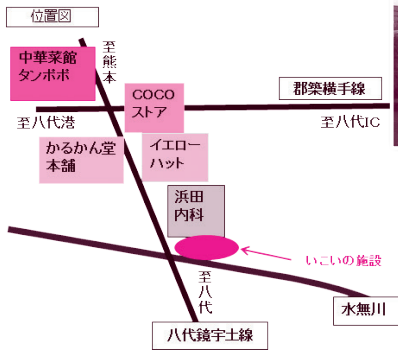 位置図
中華菜館
タンポポ
至熊本
COCO
ストア
郡築横手線
至八代港
至八代IC
かるかん堂
本舗
イエロー
ハット
浜田
内科
いこいの施設
至八代
水無川
八代鏡宇土線